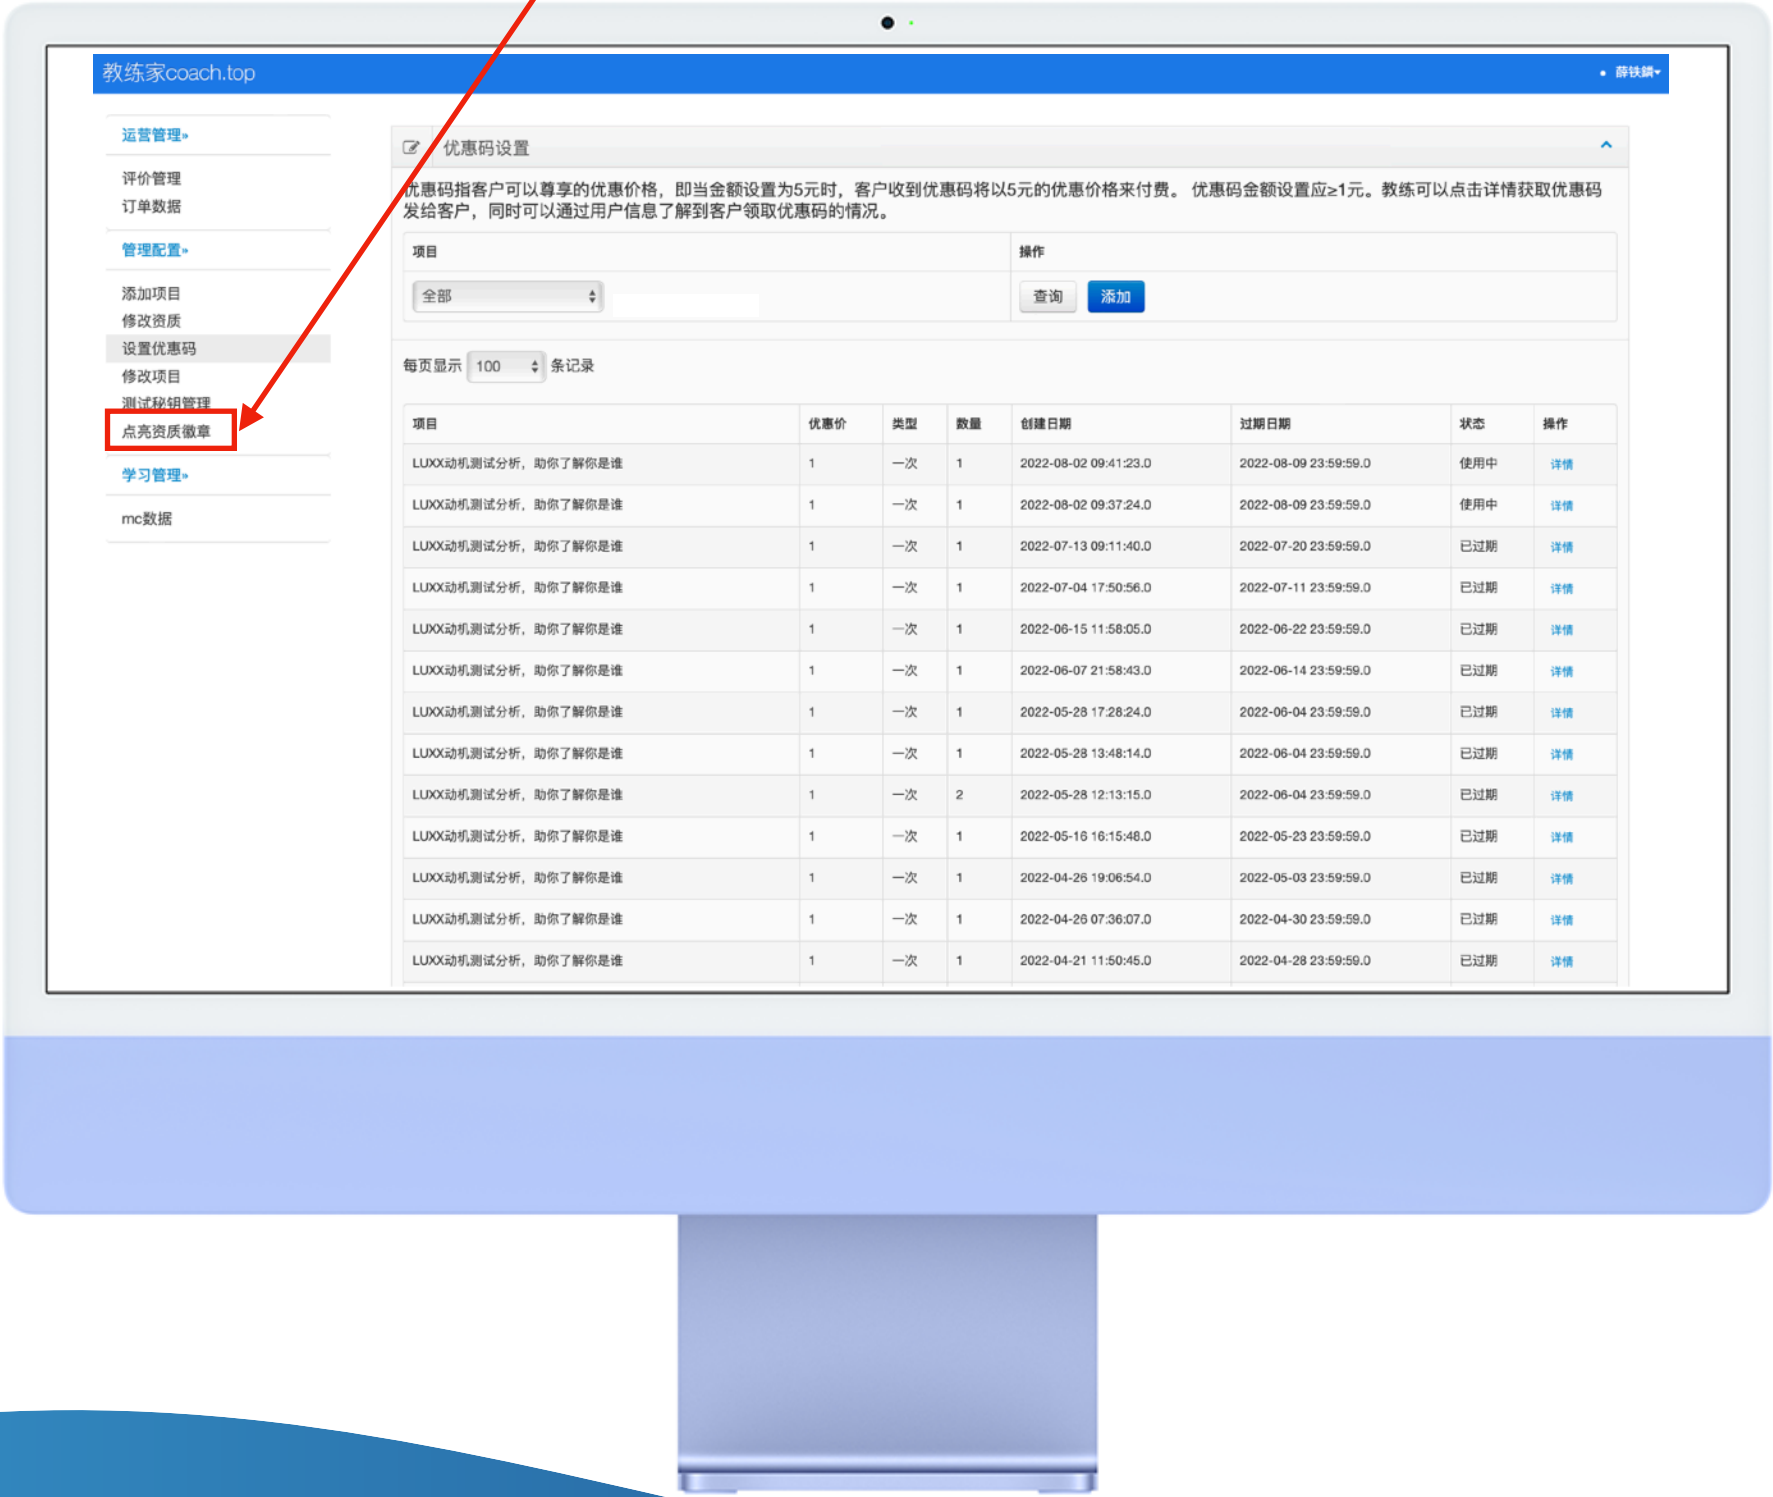 教练家coach.top
薛铁鳞
运营管理»
评价管理
订单数据
管理配置»
添加项目
修改资质
设置优惠码
修改项目
测试秘钥管理
点亮资质徽章
学习管理»
mc数据
优惠码设置
优惠码指客户可以尊享的优惠价格，即当金额设置为5元时，客户收到优惠码将以5元的优惠价格来付费。 优惠码金额设置应≥1元。教练可以点击详情获取优惠码
发给客户，同时可以通过用户信息了解到客户领取优惠码的情况。
项目 操作
全部 查询 添加
每页显示 100 条记录
项目 优惠价 类型 数量 创建日期 过期日期 状态 操作
LUXX动机测试分析，助你了解你是谁 1 一次 1 2022-08-02 09:41:23.0 2022-08-09 23:59:59.0 使用中 详情
LUXX动机测试分析，助你了解你是谁 1 一次 1 2022-08-02 09:37:24.0 2022-08-09 23:59:59.0 使用中 详情
LUXX动机测试分析，助你了解你是谁 1 一次 1 2022-07-13 09:11:40.0 2022-07-20 23:59:59.0 已过期 详情
LUXX动机测试分析，助你了解你是谁 1 一次 1 2022-07-04 17:50:56.0 2022-07-11 23:59:59.0 已过期 详情
LUXX动机测试分析，助你了解你是谁 1 一次 1 2022-06-15 11:58:05.0 2022-06-22 23:59:59.0 已过期 详情
LUXX动机测试分析，助你了解你是谁 1 一次 1 2022-06-07 21:58:43.0 2022-06-14 23:59:59.0 已过期 详情
LUXX动机测试分析，助你了解你是谁 1 一次 1 2022-05-28 17:28:24.0 2022-06-04 23:59:59.0 已过期 详情
LUXX动机测试分析，助你了解你是谁 1 一次 1 2022-05-28 13:48:14.0 2022-06-04 23:59:59.0 已过期 详情
LUXX动机测试分析，助你了解你是谁 1 一次 2 2022-05-28 12:13:15.0 2022-06-04 23:59:59.0 已过期 详情
LUXX动机测试分析，助你了解你是谁 1 一次 1 2022-05-16 16:15:48.0 2022-05-23 23:59:59.0 已过期 详情
LUXX动机测试分析，助你了解你是谁 1 一次 1 2022-04-26 19:06:54.0 2022-05-03 23:59:59.0 已过期 详情
LUXX动机测试分析，助你了解你是谁 1 一次 1 2022-04-26 07:36:07.0 2022-04-30 23:59:59.0 已过期 详情
LUXX动机测试分析，助你了解你是谁 1 一次 1 2022-04-21 11:50:45.0 2022-04-28 23:59:59.0 已过期 详情